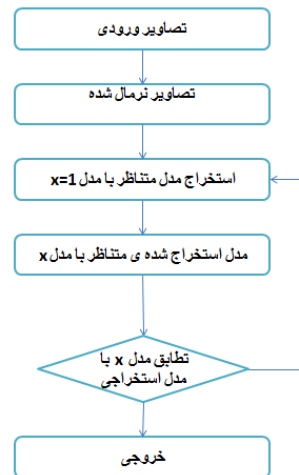 تصاویر ورودی
تصاویر نرمال شده
استخراج مدل متناظر با مدل x=1
مدل استخراج شده ی متناظر با مدل x
تطابق مدل x با
مدل استخراجی
خروجی